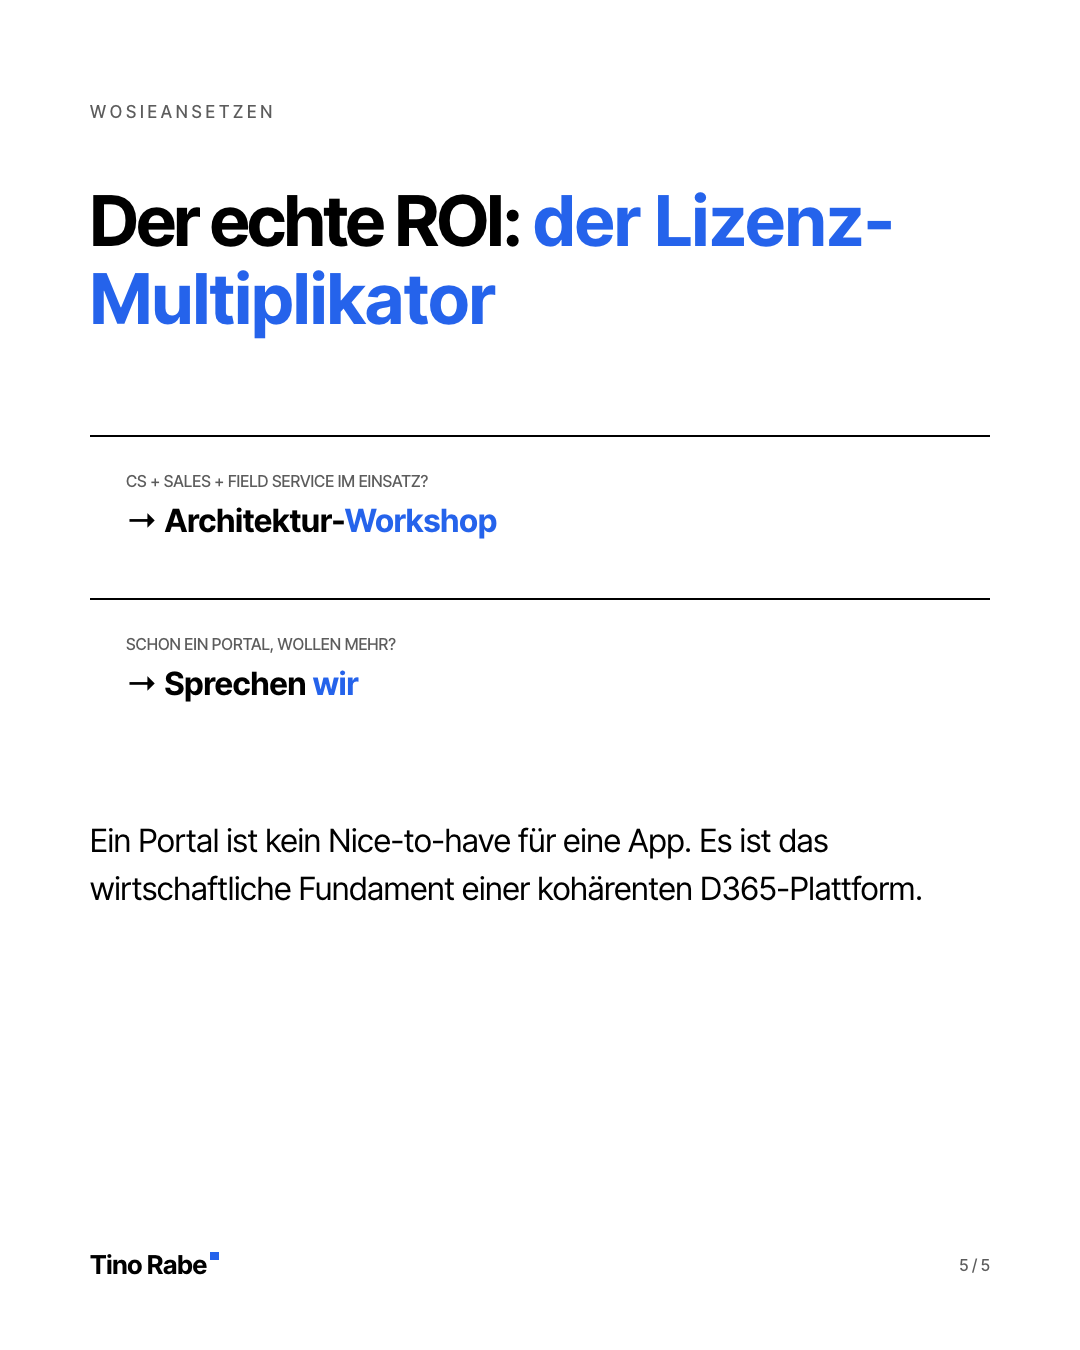 WOSIEANSETZEN
Der echte ROI: der Lizenz-
Multiplikator
CS + SALES + FIELD SERVICE IM EINSATZ?
→ Architektur-Workshop
SCHON EIN PORTAL, WOLLEN MEHR?
→ Sprechen wir
Ein Portal ist kein Nice-to-have für eine App. Es ist das
wirtschaftliche Fundament einer kohärenten D365-Plattform.
Tino Rabe
5 / 5